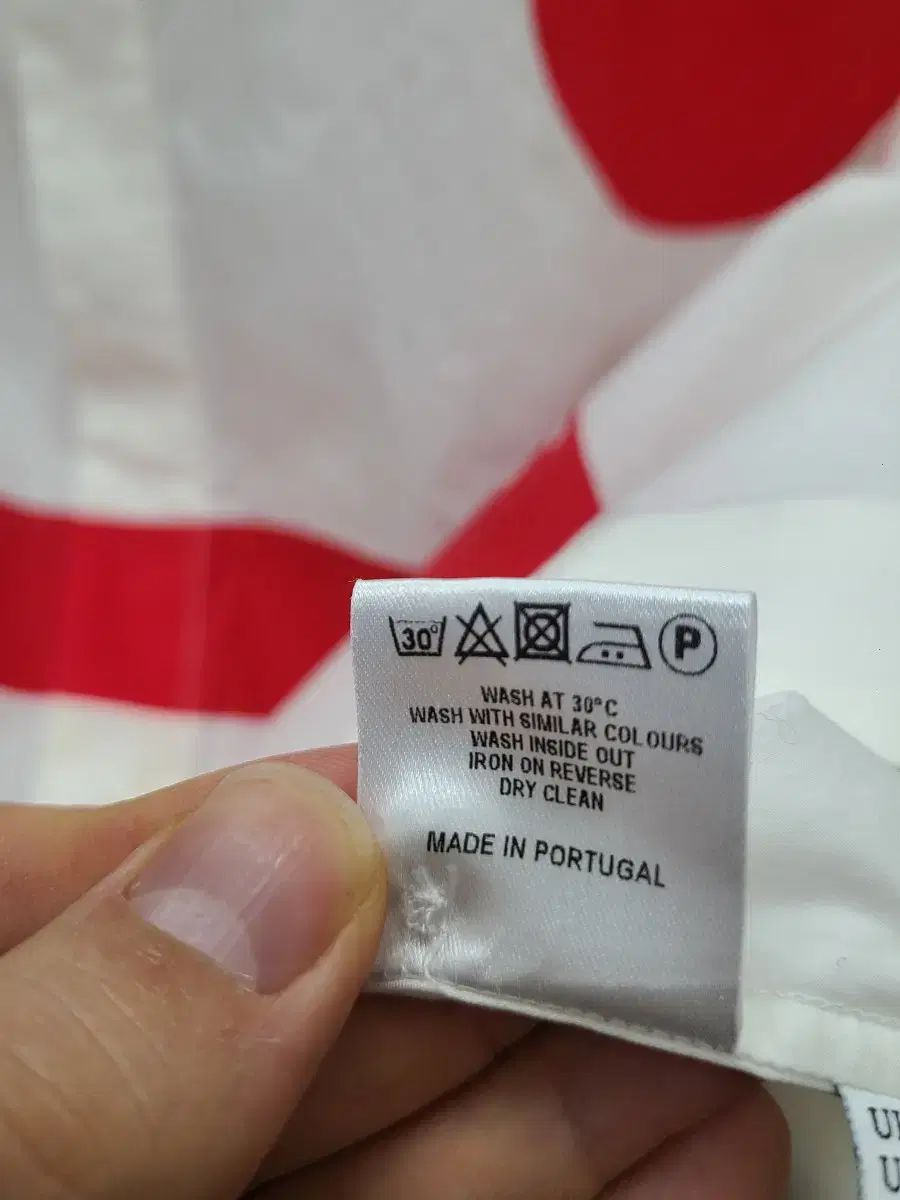 30°
P
WASH AT 30°C
WASH WITH SIMILAR COLOURS
WASH INSIDE OUT
IRON ON REVERSE
DRY CLEAN
MADE IN PORTUGAL